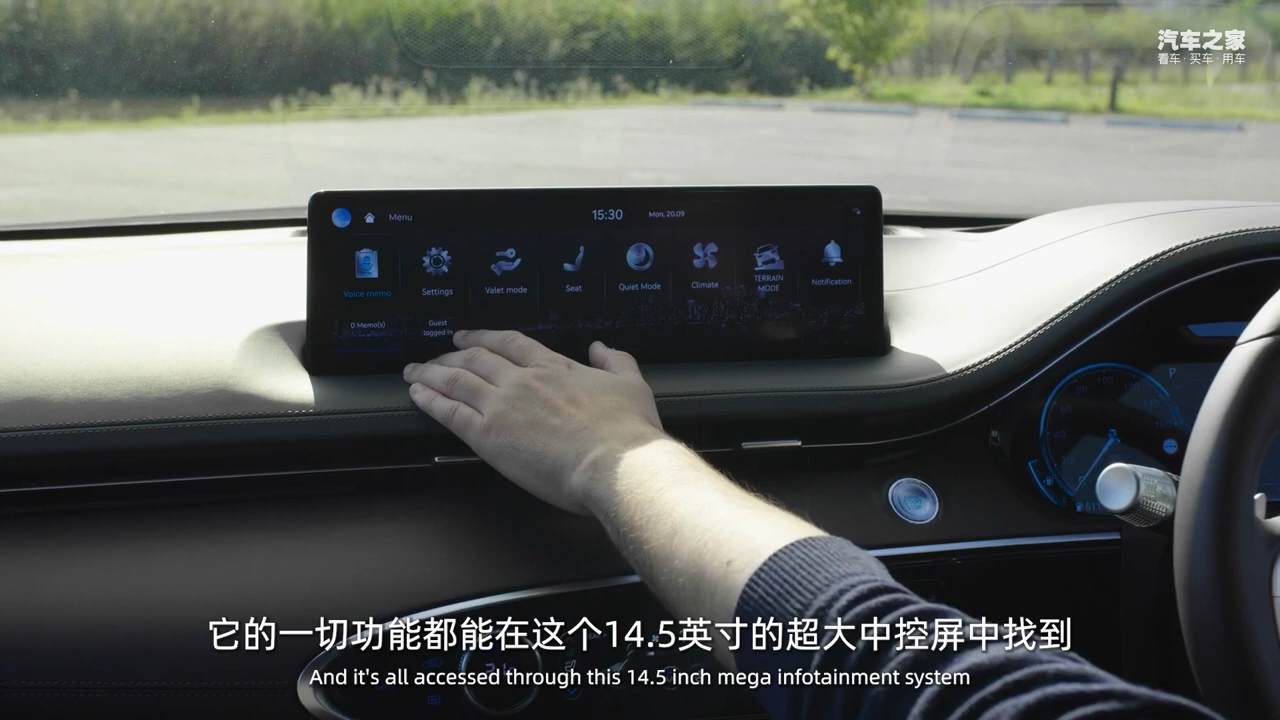 汽车之家
看车·买车·用车
Menu
15:30
Mon, 20.09
Voice memo
Settings
Valet mode
Seat
Quiet Mode
Climate
TERRAIN
MODE
Notification
0 Memo(s)
Guest
logged in
P
它的一切功能都能在这个14.5英寸的超大中控屏中找到
And it's all accessed through this 14.5 inch mega infotainment system